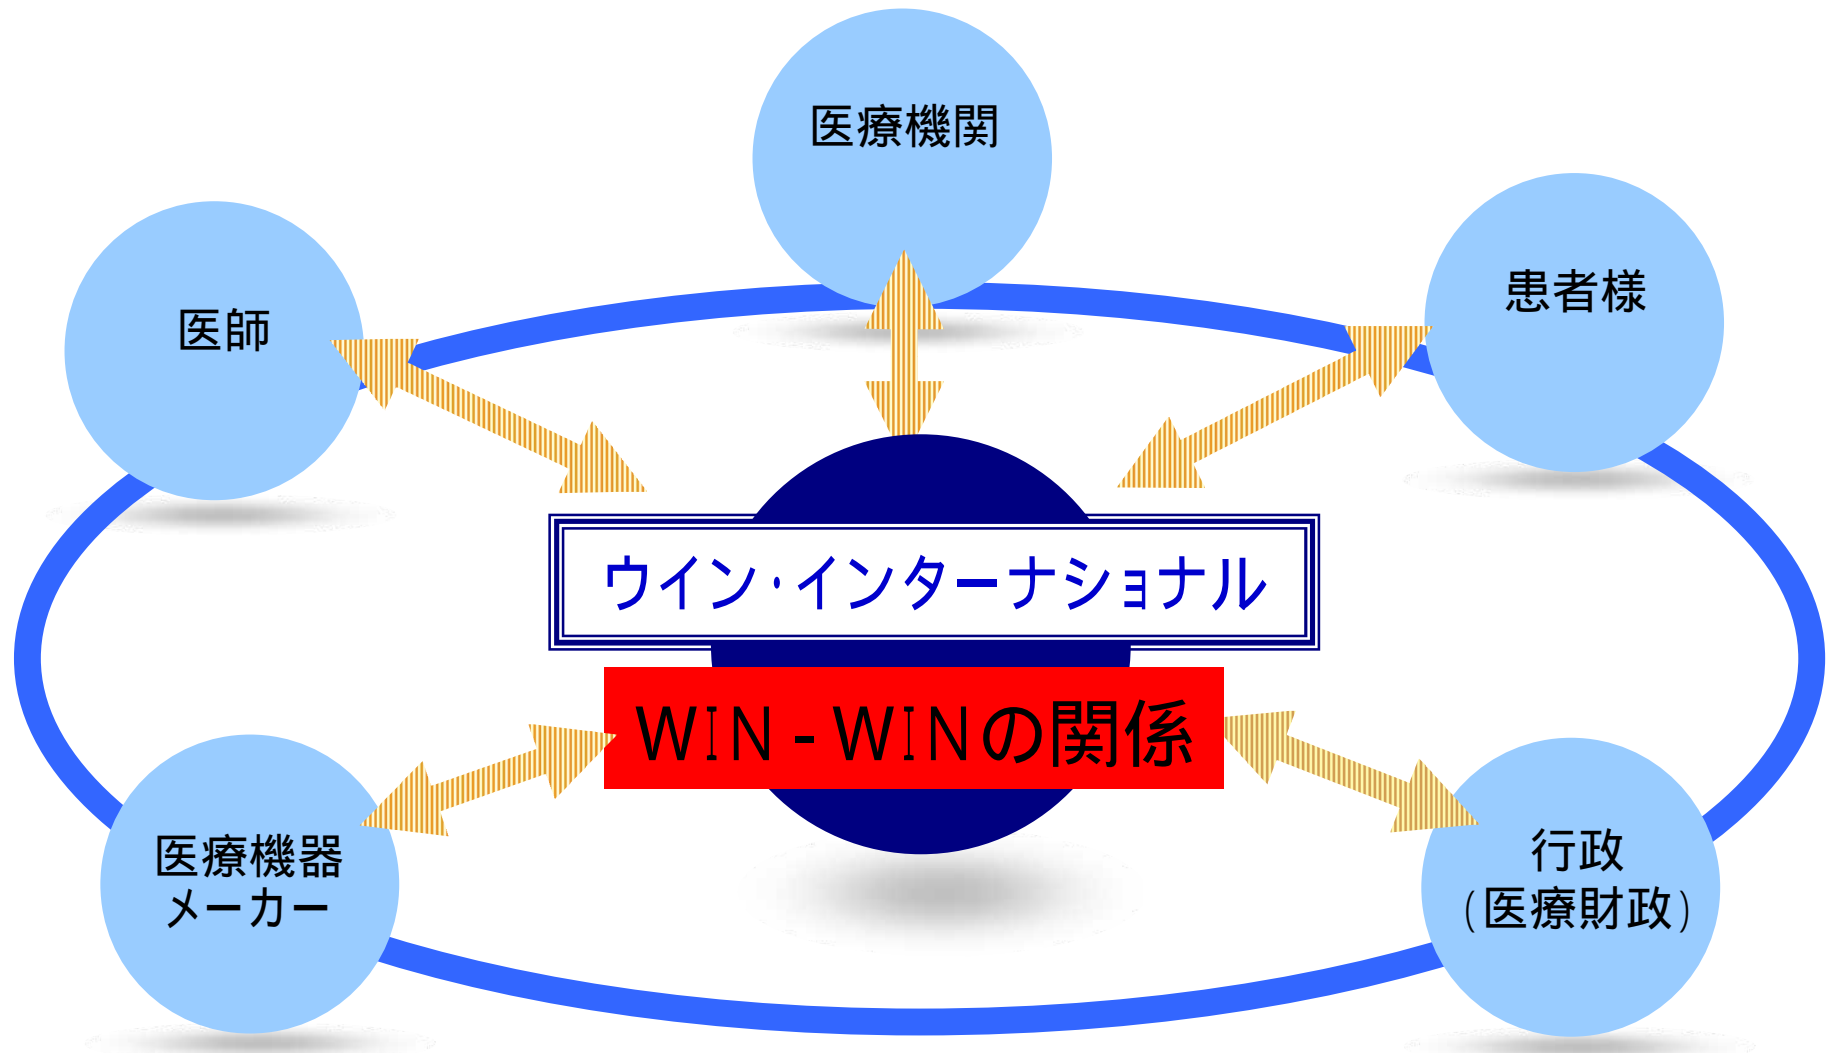 医療機関
患者様
医師
ウイン・インターナショナル
WIN-WINの関係
医療機器
メーカー
行政
(医療財政)